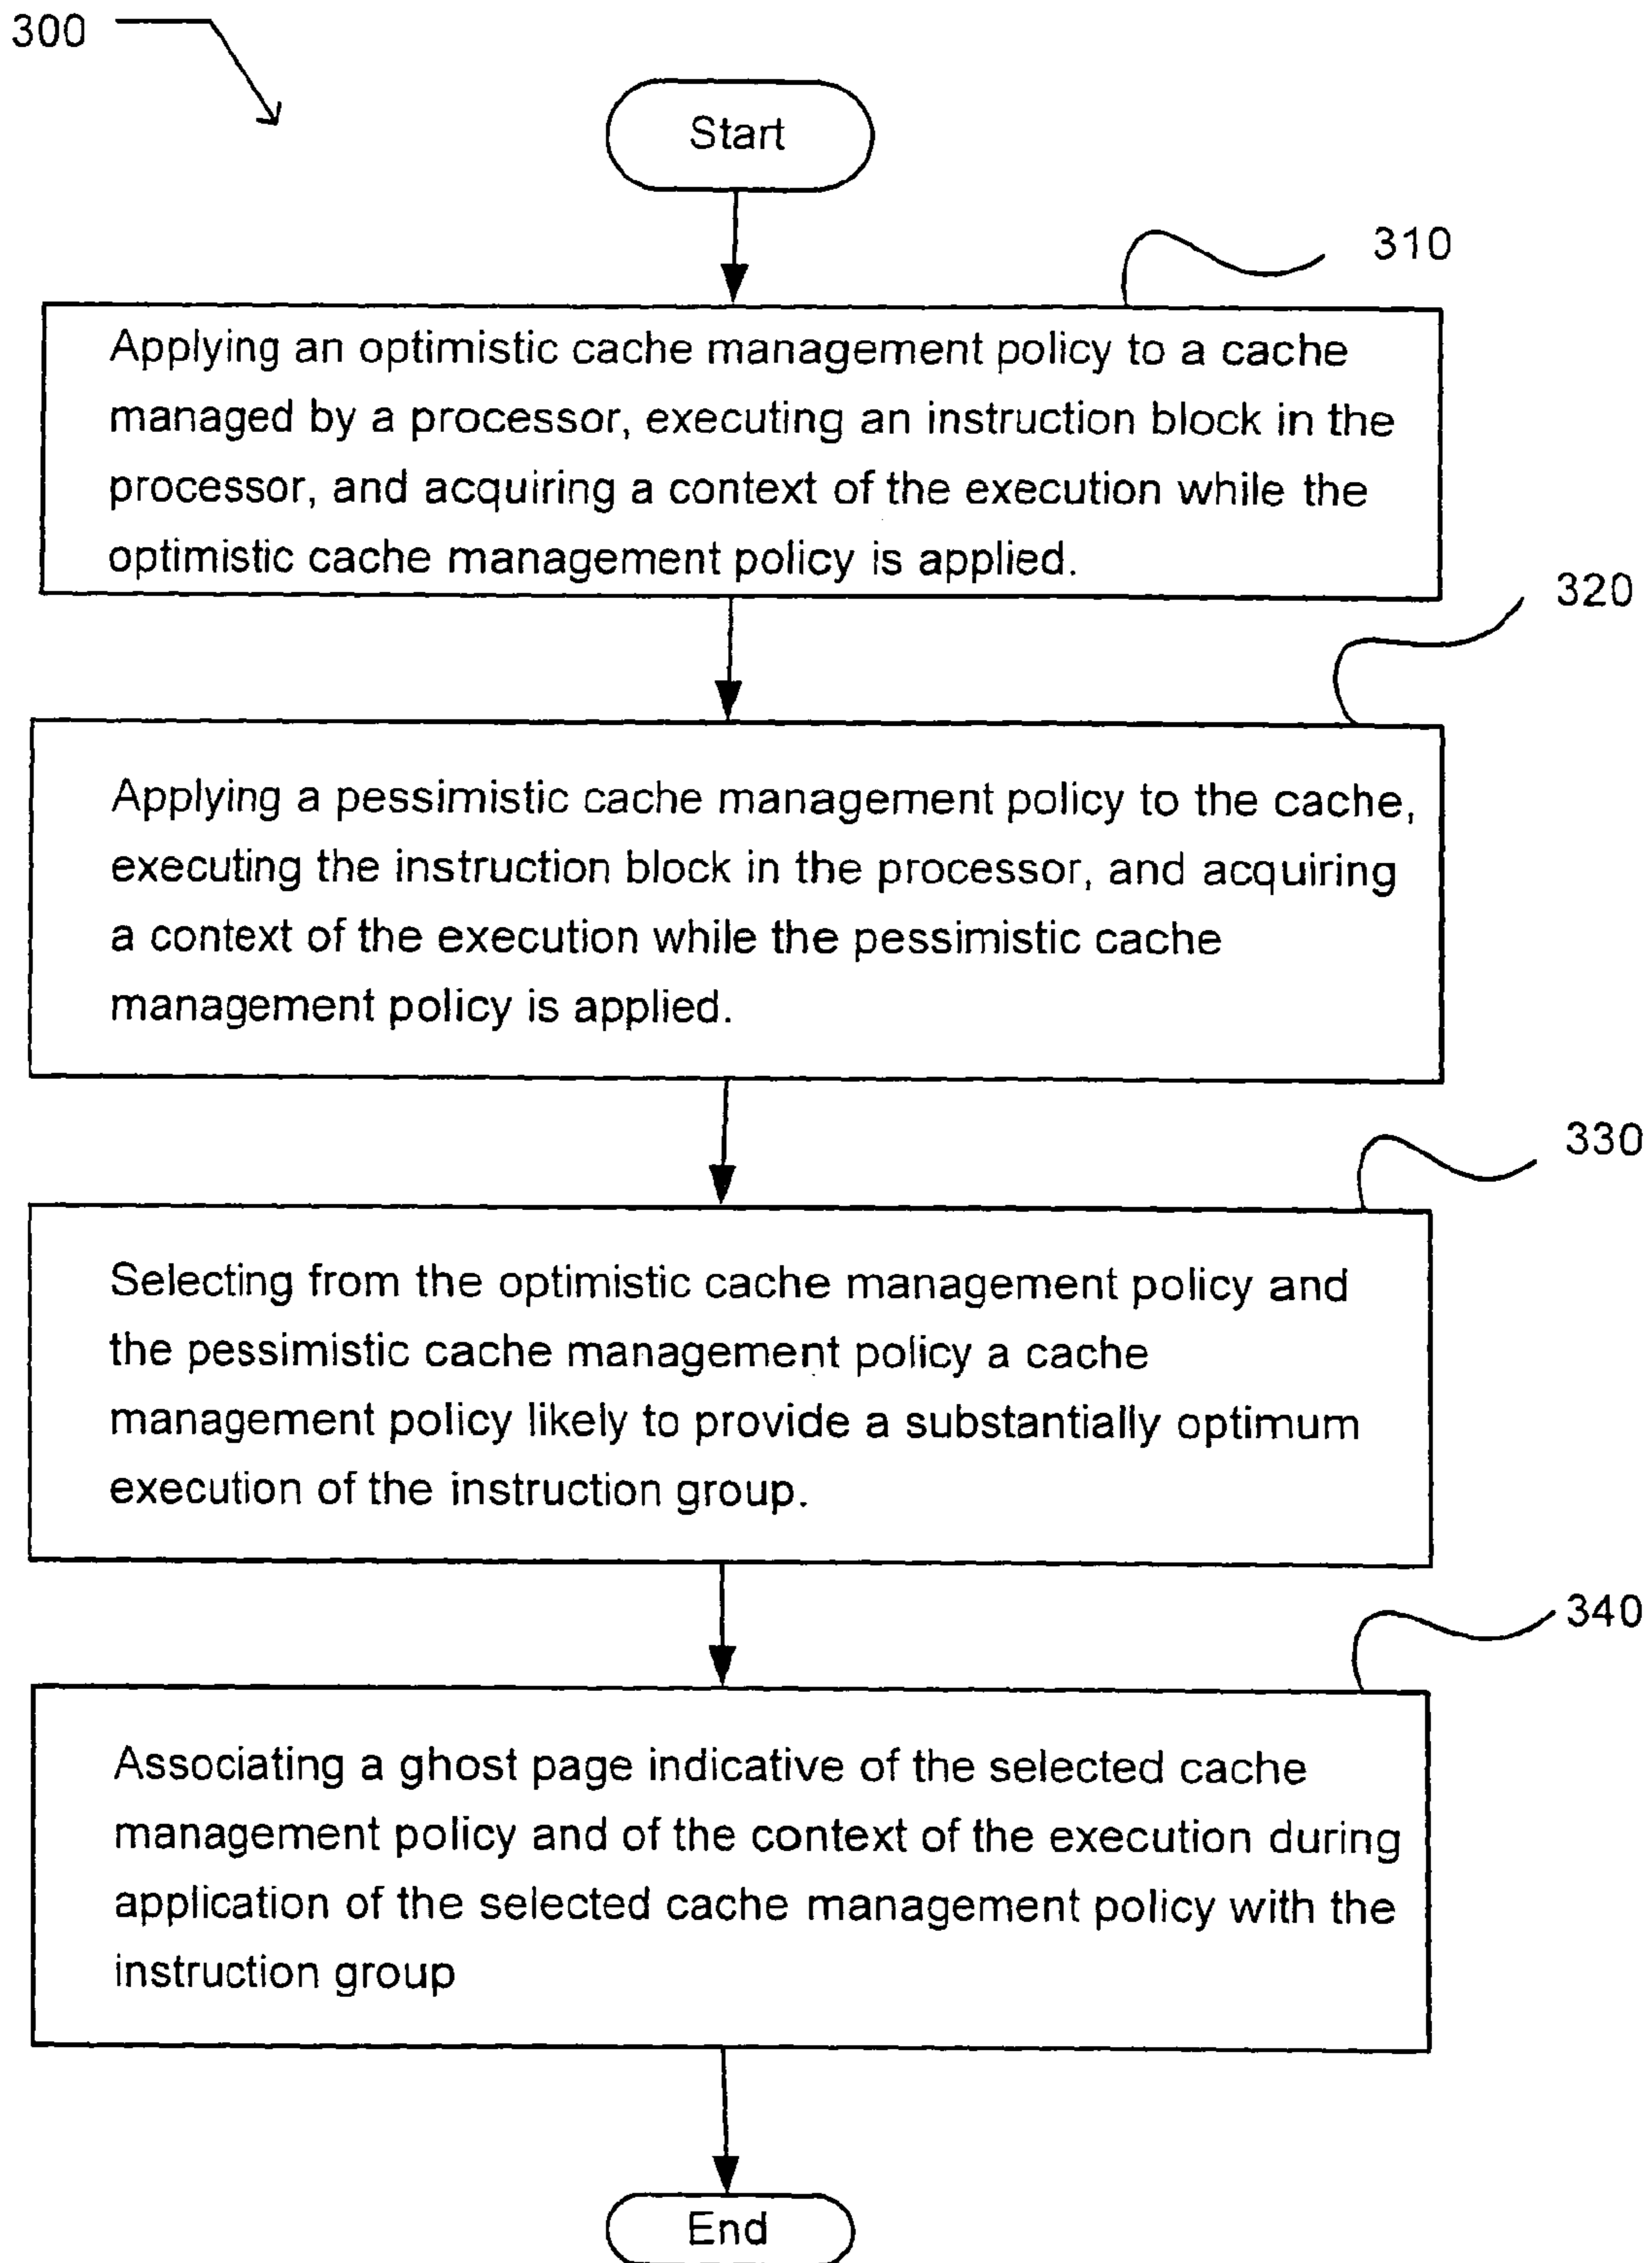 300
Start
310
Applying an optimistic cache management policy to a cache
managed by a processor, executing an instruction block in the
processor, and acquiring a context of the execution while the
optimistic cache management policy is applied.
320
Applying a pessimistic cache management policy to the cache,
executing the instruction block in the processor, and acquiring
a context of the execution while the pessimistic cache
management policy is applied.
330
Selecting from the optimistic cache management policy and
the pessimistic cache management policy a cache
management policy likely to provide a substantially optimum
execution of the instruction group.
340
Associating a ghost page indicative of the selected cache
management policy and of the context of the execution during
application of the selected cache management policy with the
instruction group
End